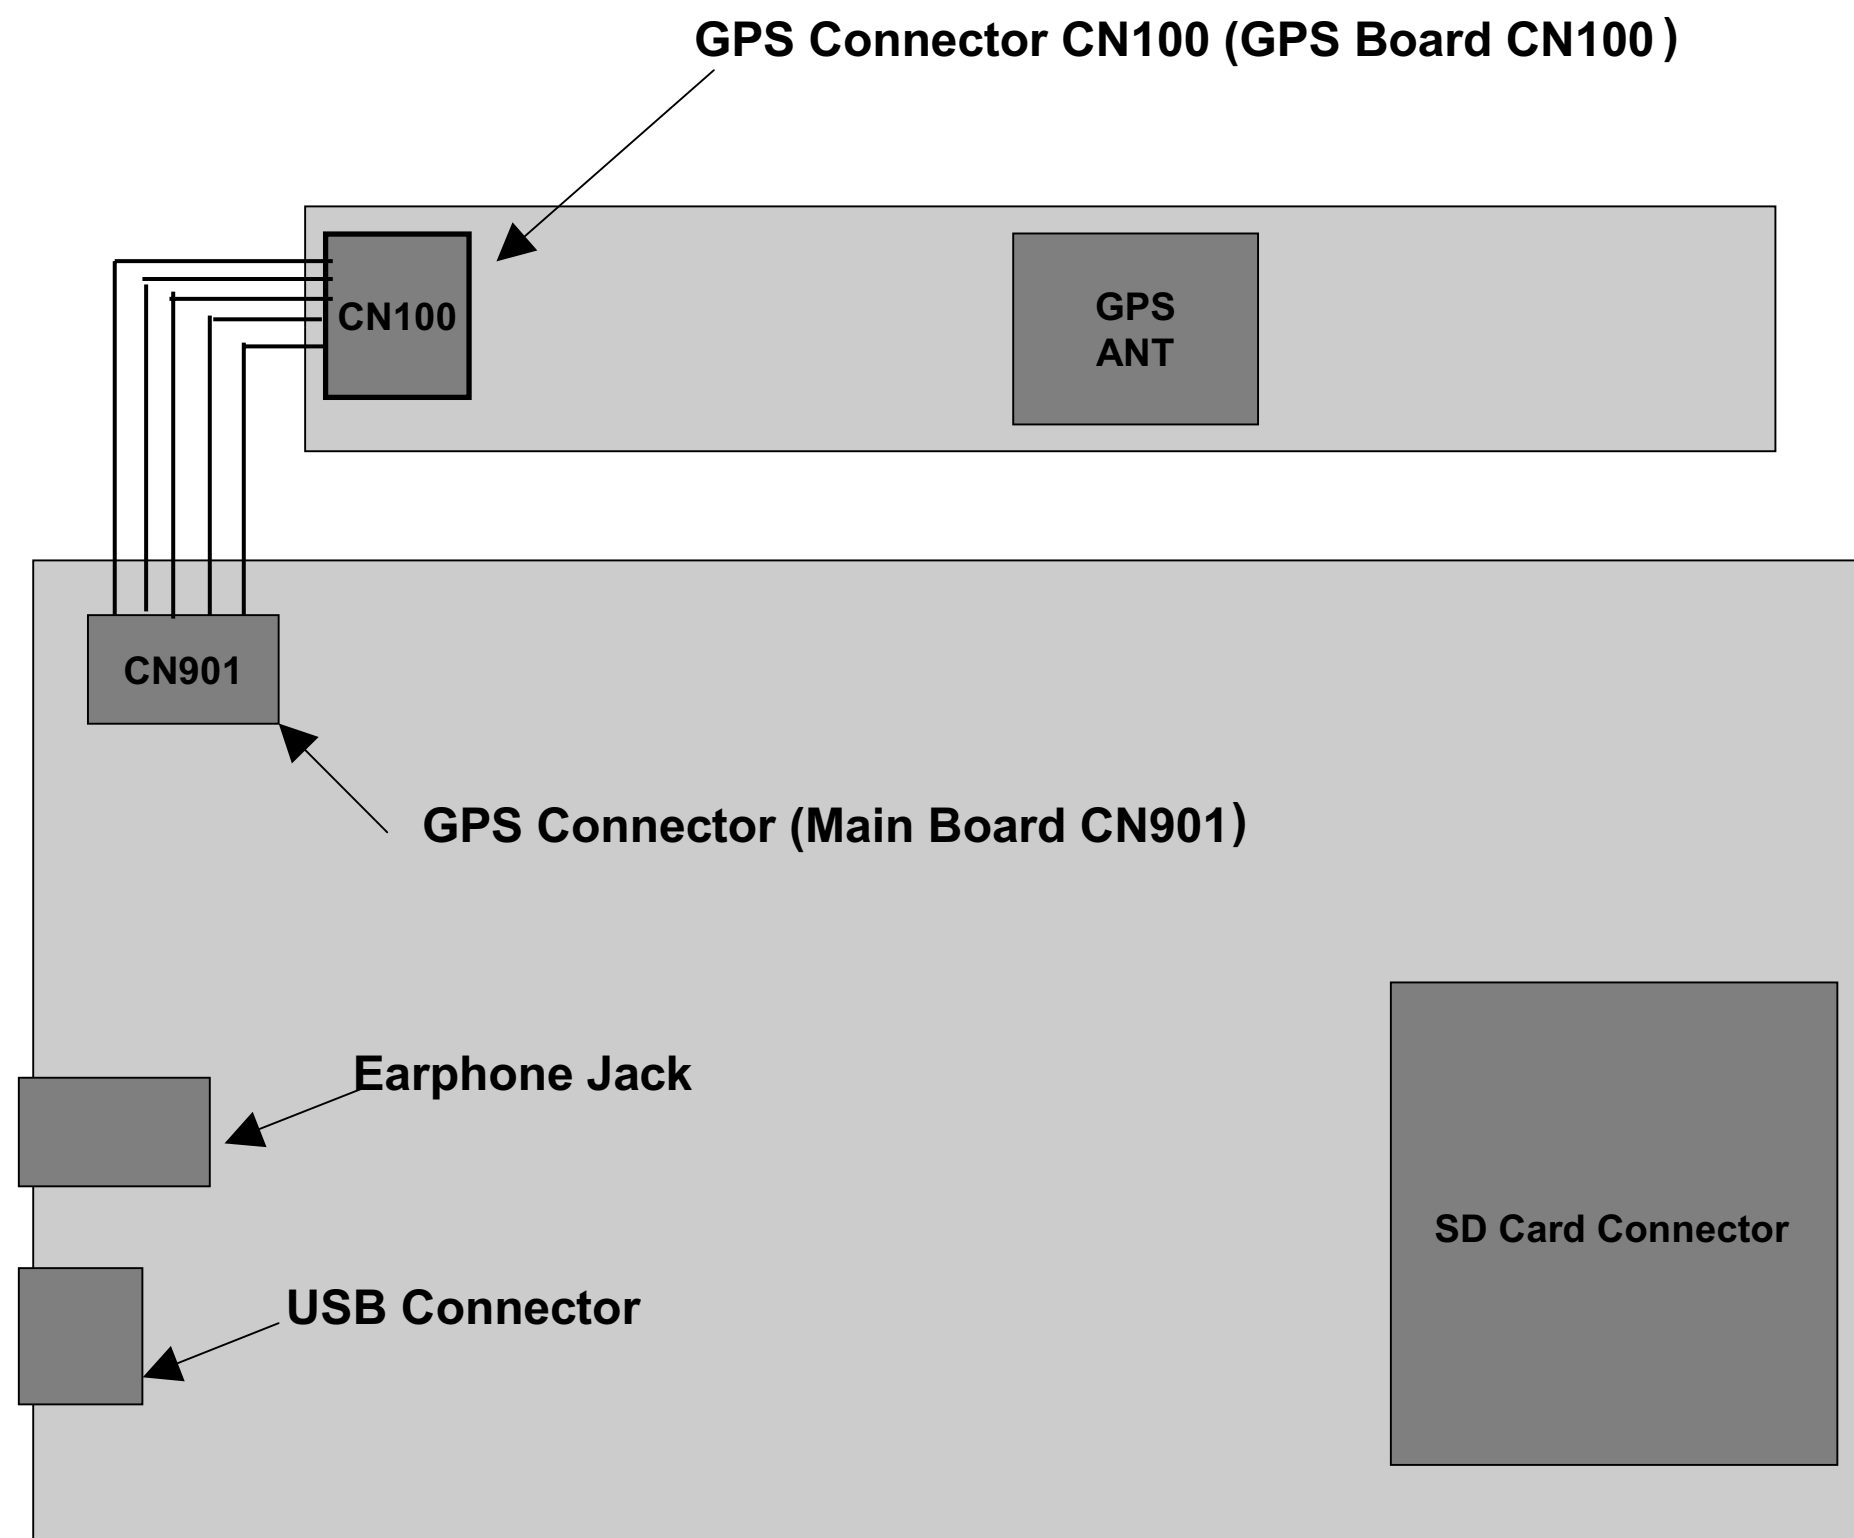 GPS Connector CN100 (GPS Board CN100)
CN100
GPS
ANT
CN901
GPS Connector (Main Board CN901)
Earphone Jack
SD Card Connector
USB Connector